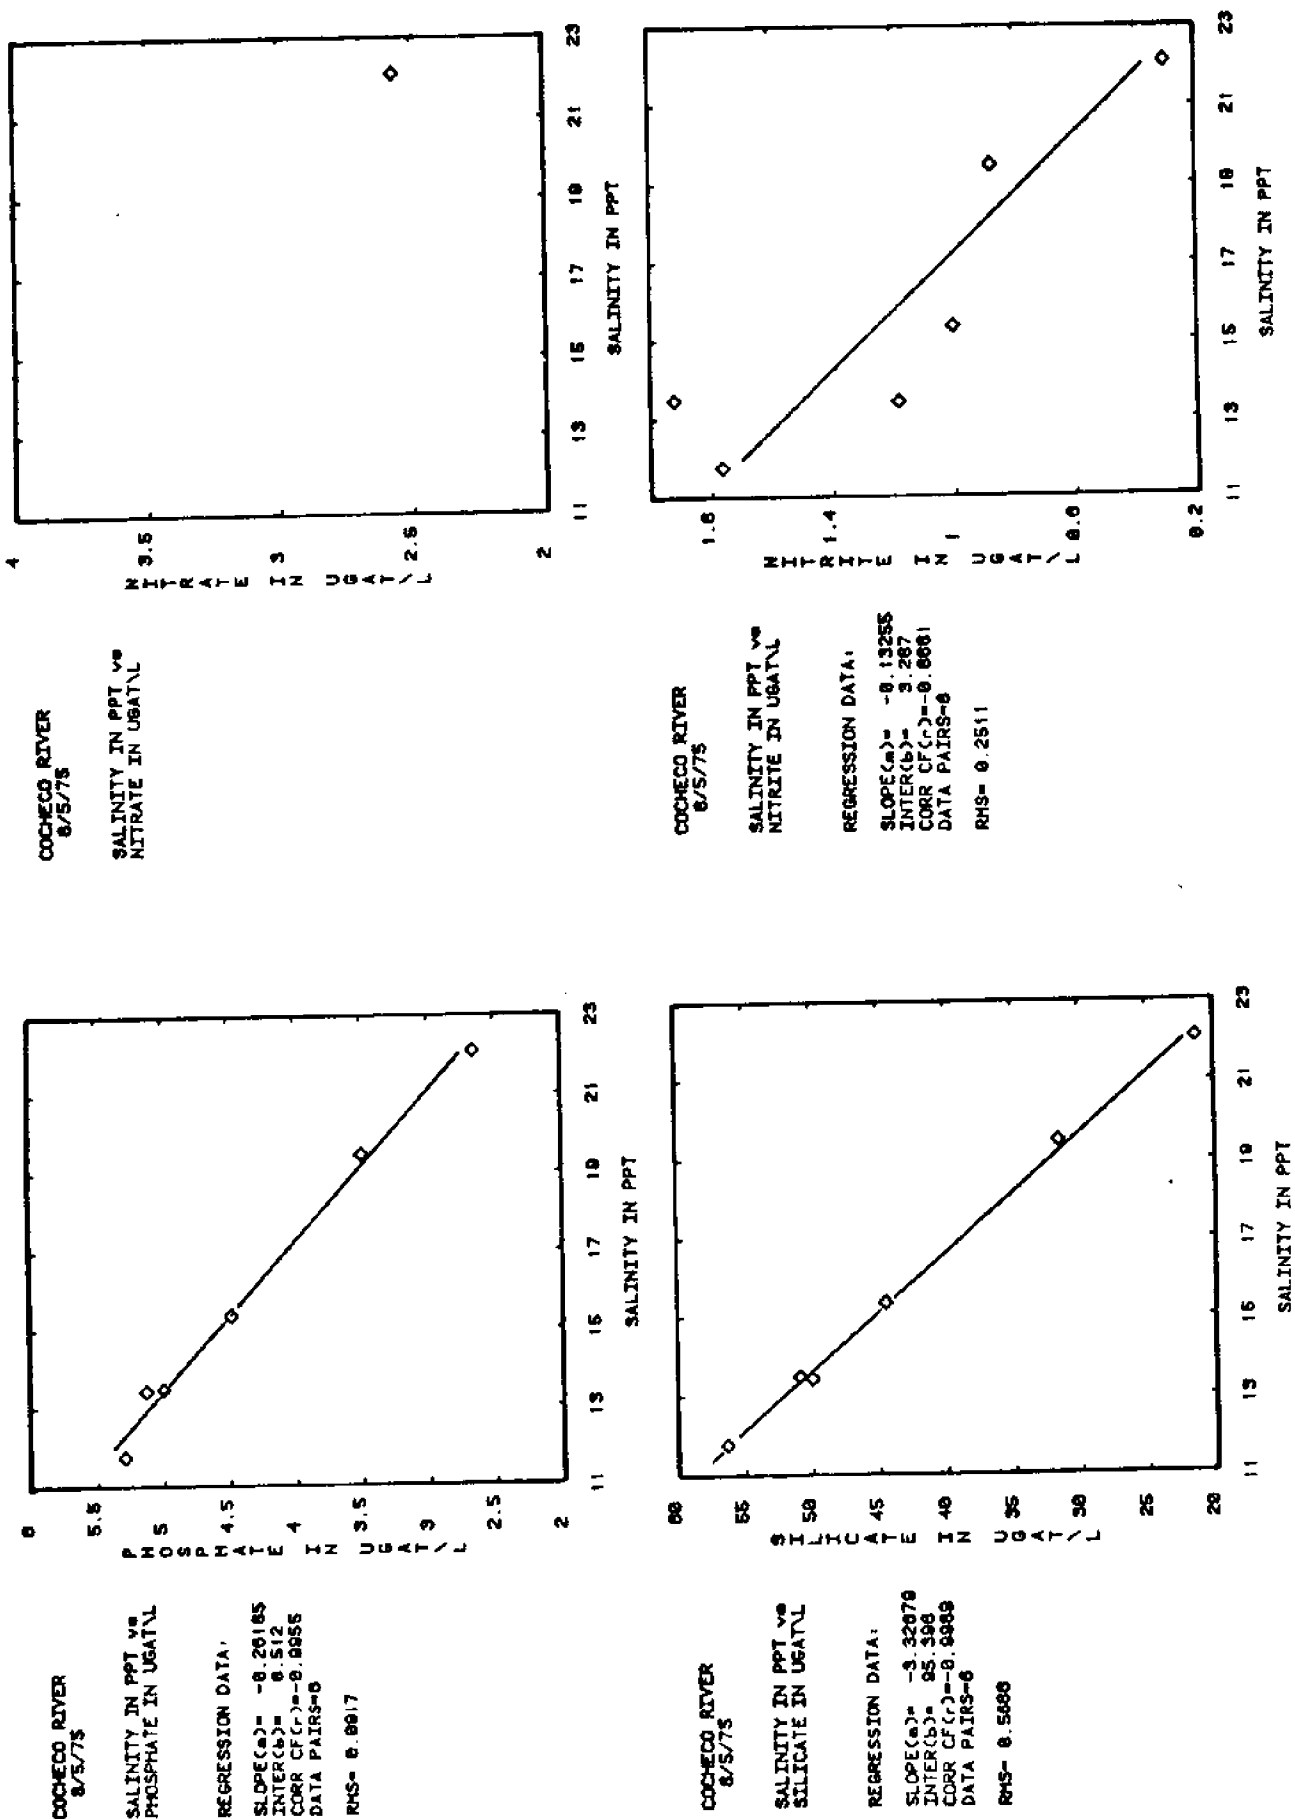 COCHECO RIVER
8/5/75
SALINITY IN PPT vs
PHOSPHATE IN UGAT\L
REGRESSION DATA:
SLOPE(m)= -0.26165
INTER(b)= 8.512
CORR CF(r)=-0.9955
DATA PAIRS=6
RMS= 0.0917
PHOSPHATE IN UGAT\L
6
5.5
5
4.5
4
3.5
3
2.5
2
11
13
15
17
19
21
23
SALINITY IN PPT
COCHECO RIVER
8/5/75
SALINITY IN PPT vs
NITRATE IN UGAT\L
NITRATE IN UGAT\L
4
3.5
3
2.5
2
11
13
15
17
19
21
23
SALINITY IN PPT
COCHECO RIVER
8/5/75
SALINITY IN PPT vs
SILICATE IN UGAT\L
REGRESSION DATA:
SLOPE(m)= -3.32679
INTER(b)= 95.396
CORR CF(r)=-0.9989
DATA PAIRS=6
RMS= 0.5686
SILICATE IN UGAT\L
60
55
50
45
40
35
30
25
20
11
13
15
17
19
21
23
SALINITY IN PPT
COCHECO RIVER
8/5/75
SALINITY IN PPT vs
NITRITE IN UGAT\L
REGRESSION DATA:
SLOPE(m)= -0.13255
INTER(b)= 3.267
CORR CF(r)=
DATA PAIRS=6
RMS= 0.2511
NITRITE IN UGAT\L
1.8
1.4
1
0.6
0.2
11
13
15
17
19
21
23
SALINITY IN PPT